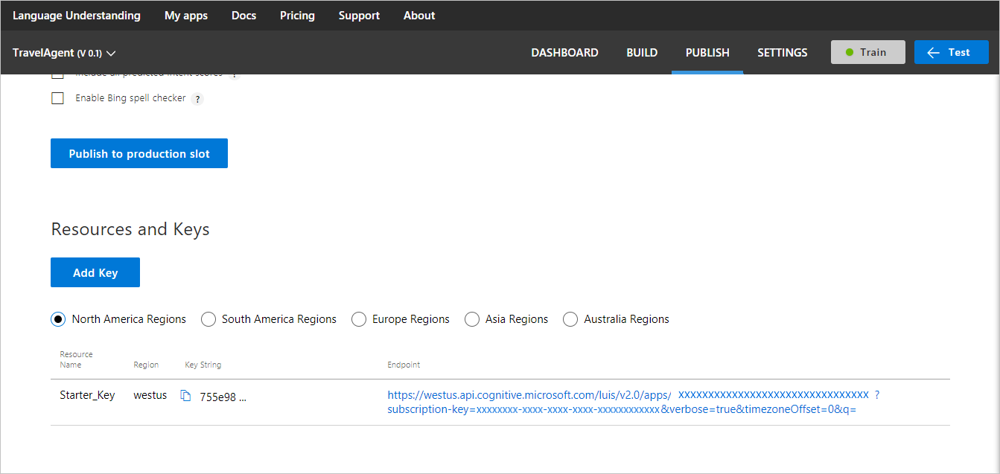 Language Understanding My apps Docs Pricing Support About
TravelAgent (V 0.1) DASHBOARD BUILD PUBLISH SETTINGS Train Test
Include all predicted intent scores ?
Enable Bing spell checker ?
Publish to production slot
Resources and Keys
Add Key
North America Regions South America Regions Europe Regions Asia Regions Australia Regions
Resource
Name Region Key String Endpoint
Starter_Key westus 755e98 ... https://westus.api.cognitive.microsoft.com/luis/v2.0/apps/ XXXXXXXXXXXXXXXXXXXXXXXXXXXXXXXX ?
subscription-key=xxxxxxxx-xxxx-xxxx-xxxx-xxxxxxxxxxxx&verbose=true&timezoneOffset=0&q=